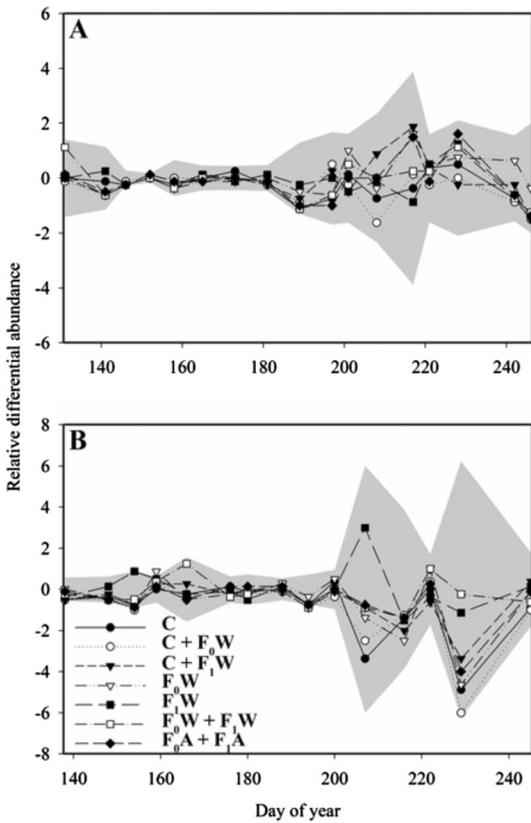 A
6
4
2
0
-2
-4
-6
140 160 180 200 220 240
Relative differential abundance
B
8
6
4
2
0
-2
-4
-6
-8
C
C + F0W
C + F1W
F0W
F1W
F0W + F1W
F0A + F1A
140 160 180 200 220 240
Day of year